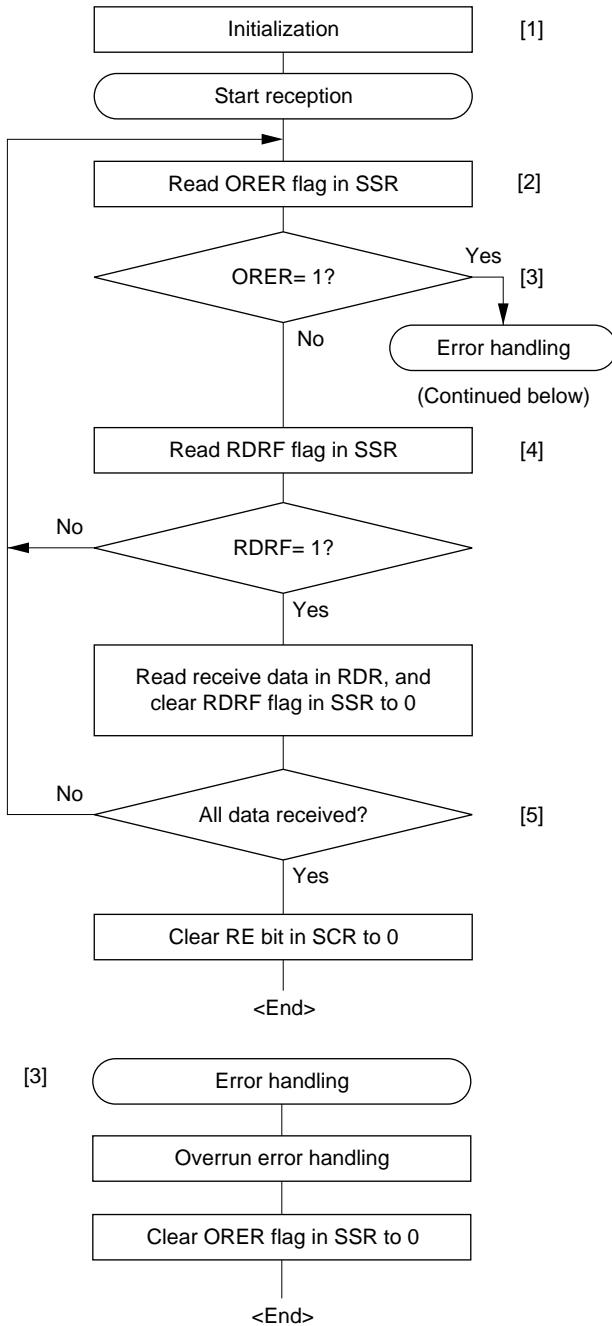 Initialization [1]
Start reception
Read ORER flag in SSR [2]
Yes
ORER= 1? [3]
No
Error handling
(Continued below)
Read RDRF flag in SSR [4]
No
RDRF= 1?
Yes
Read receive data in RDR, and
clear RDRF flag in SSR to 0
No
All data received? [5]
Yes
Clear RE bit in SCR to 0
<End>
[3] Error handling
Overrun error handling
Clear ORER flag in SSR to 0
<End>